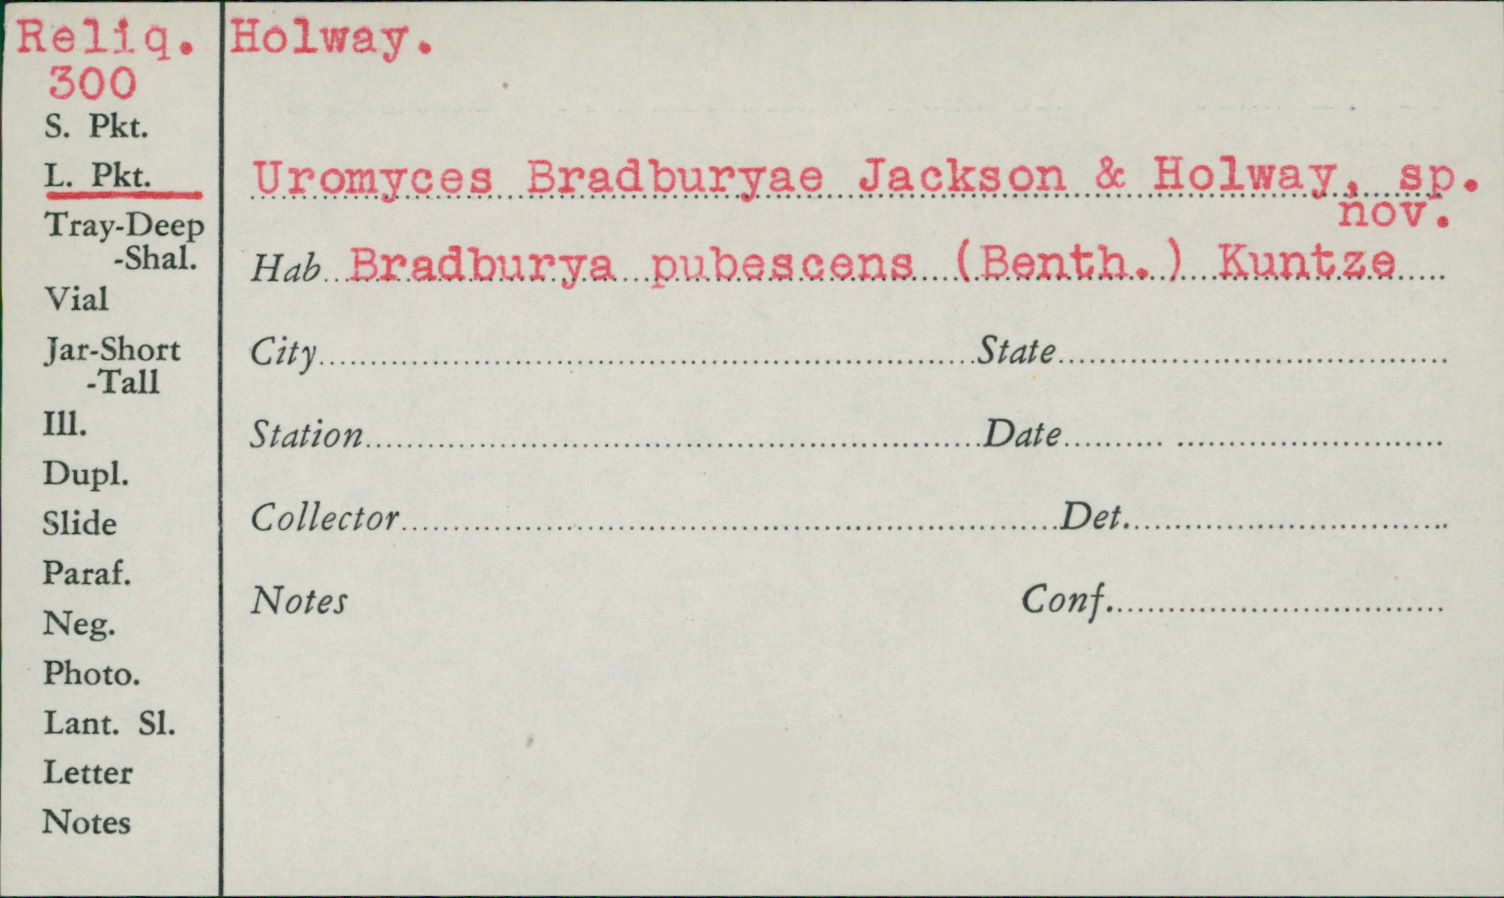 Reliq. Holway.
300
S. Pkt.
L. Pkt.
Tray-Deep
-Shal.
Vial
Jar-Short
-Tall
Ill.
Dupl.
Slide
Paraf.
Neg.
Photo.
Lant. Sl.
Letter
Notes
Uromyces Bradburyae Jackson & Holway, sp.
nov.
Hab Bradburya pubescens (Benth.) Kuntze
City State
Station Date
Collector Det.
Notes Conf.